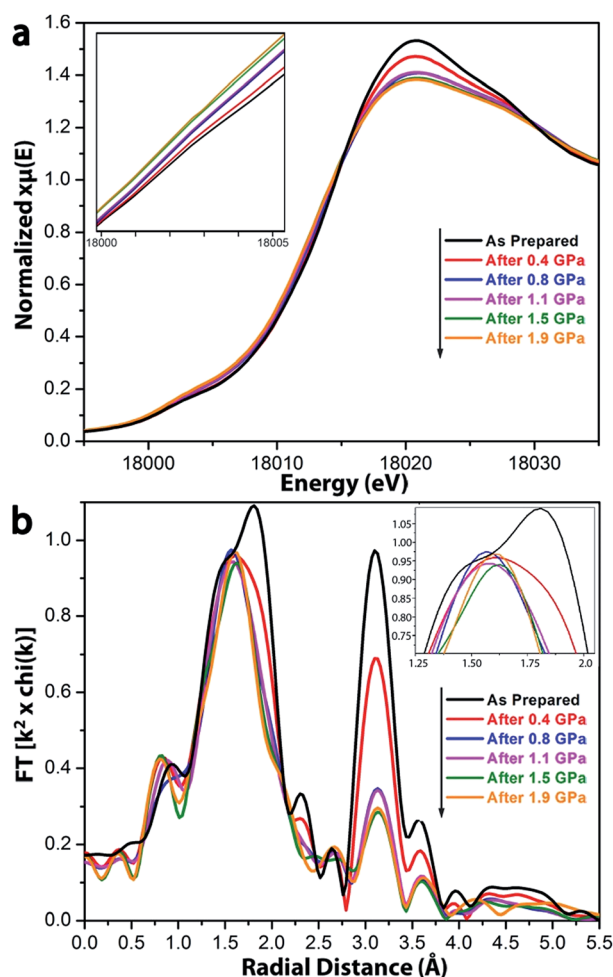 a
1.6
1.4
1.2
1.0
0.8
0.6
0.4
0.2
0.0
Normalized xμ(E)
18000 18005
As Prepared
After 0.4 GPa
After 0.8 GPa
After 1.1 GPa
After 1.5 GPa
After 1.9 GPa
18000 18010 18020 18030
Energy (eV)
b
1.0
0.8
0.6
0.4
0.2
0.0
FT [k² x chi(k)]
1.05
1.00
0.95
0.90
0.85
0.80
0.75
1.25 1.50 1.75 2.0
As Prepared
After 0.4 GPa
After 0.8 GPa
After 1.1 GPa
After 1.5 GPa
After 1.9 GPa
0.0 0.5 1.0 1.5 2.0 2.5 3.0 3.5 4.0 4.5 5.0 5.5
Radial Distance (Å)